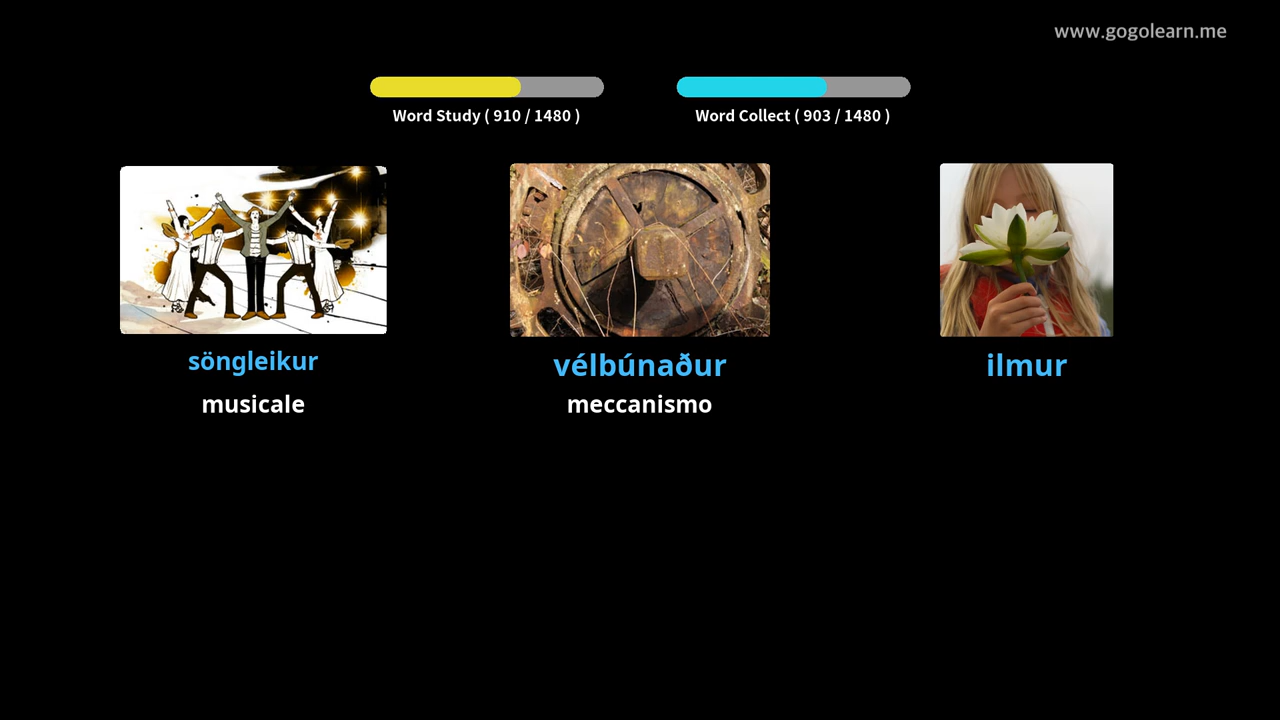 www.gogolearn.me
Word Study ( 910 / 1480 )
Word Collect ( 903 / 1480 )
söngleikur
musicale
vélbúnaður
meccanismo
ilmur